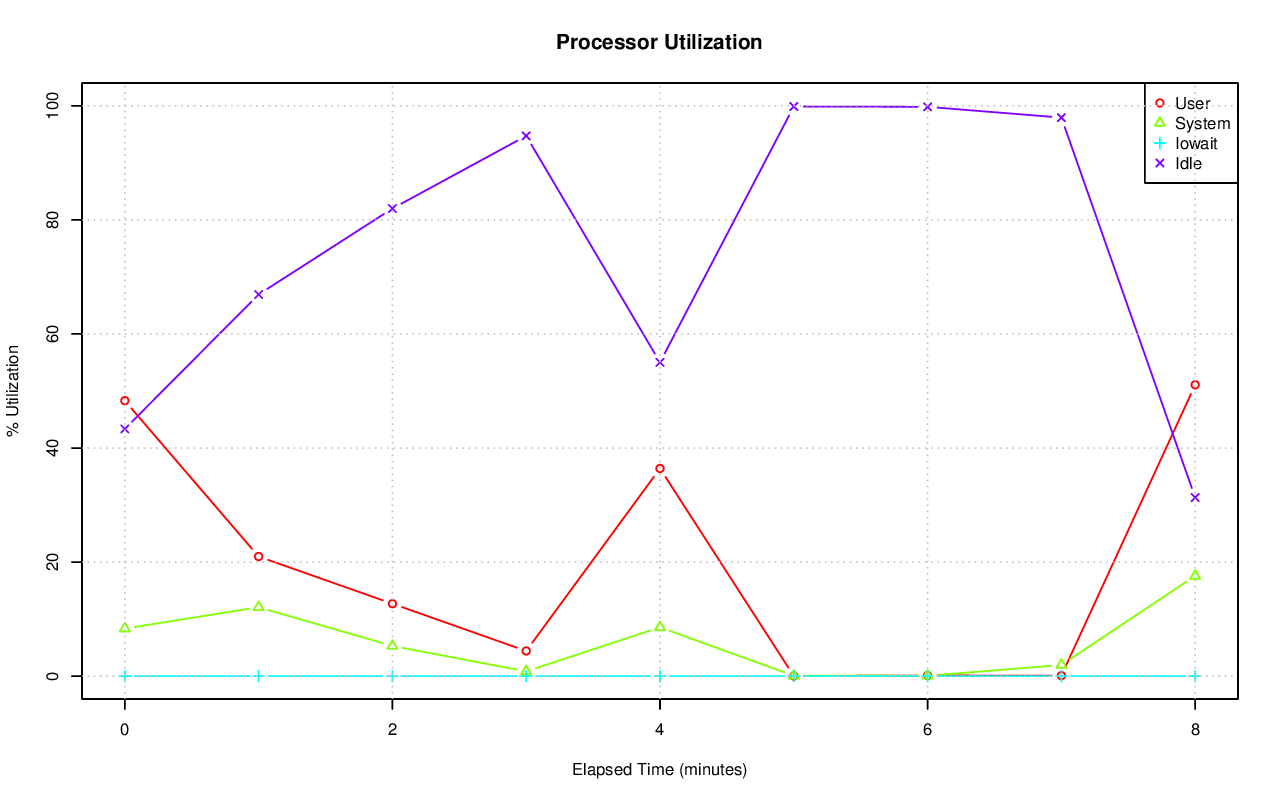 Processor Utilization
% Utilization
100
80
60
40
20
0
User
System
Iowait
Idle
0 2 4 6 8
Elapsed Time (minutes)